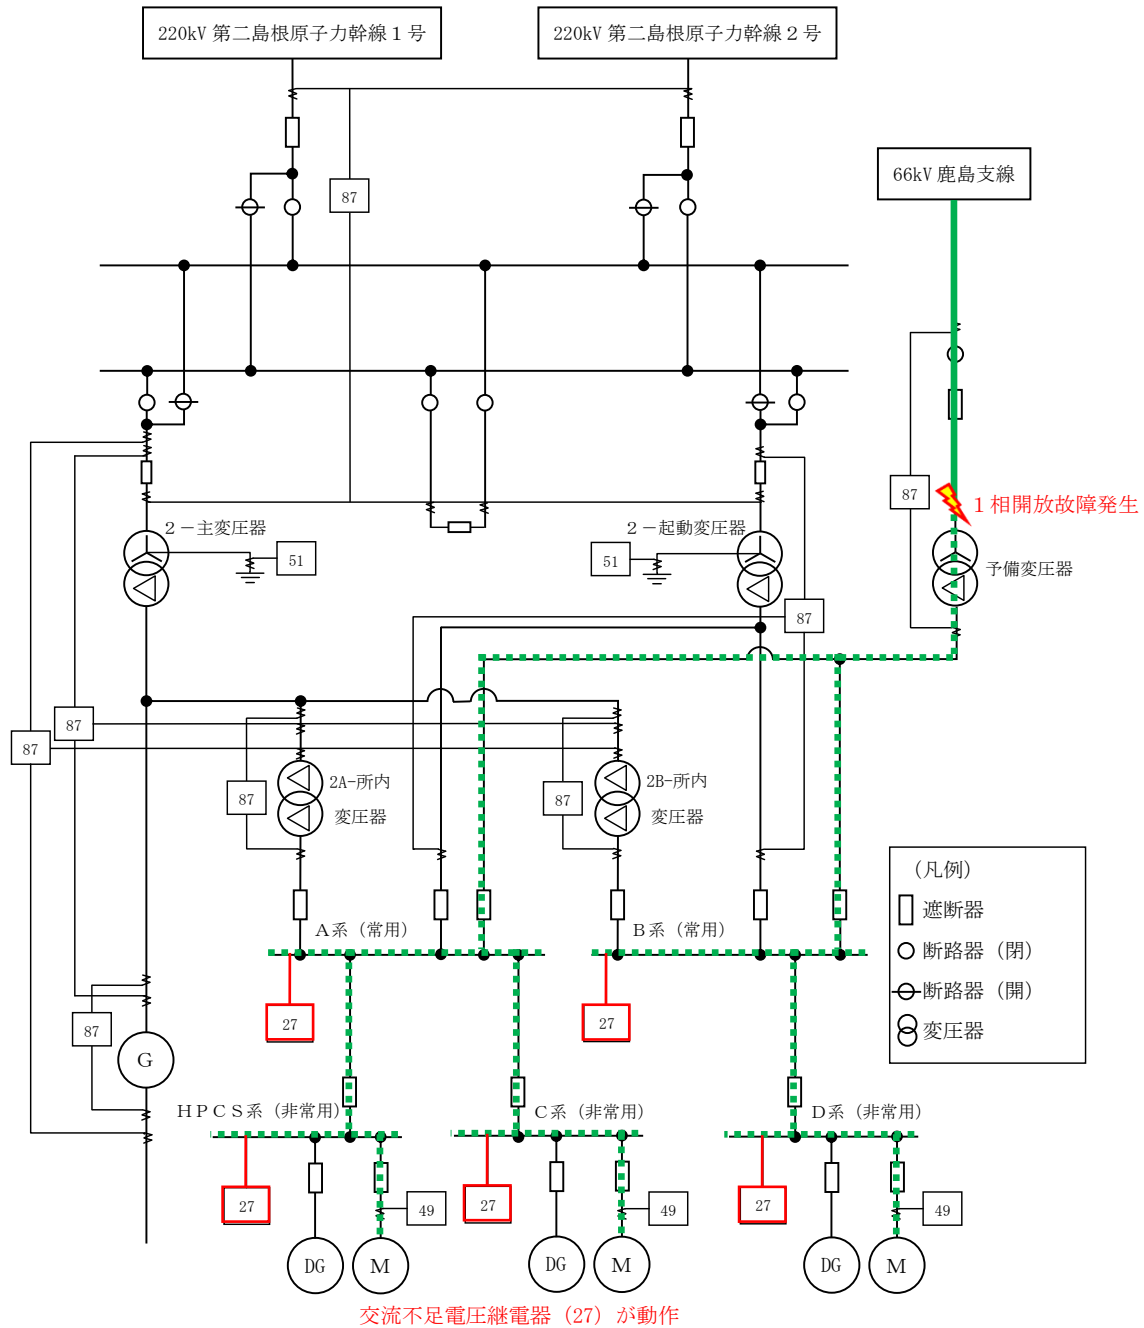 220kV 第二島根原子力幹線１号
220kV 第二島根原子力幹線２号
66kV 鹿島支線
87
87
１相開放故障発生
２－主変圧器
２－起動変圧器
51
51
予備変圧器
87
87
87
2A-所内
変圧器
87
2B-所内
変圧器
87
(凡例)
遮断器
断路器（閉）
断路器（開）
変圧器
Ａ系（常用）
Ｂ系（常用）
27
27
87
G
ＨＰＣＳ系（非常用）
Ｃ系（非常用）
Ｄ系（非常用）
27
49
27
49
27
49
DG
M
DG
M
DG
M
交流不足電圧継電器（27）が動作